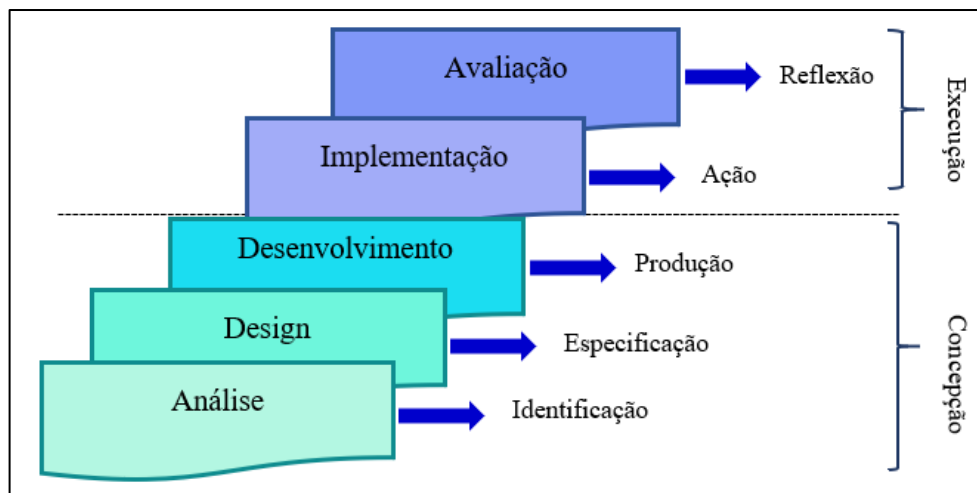 Avaliação
Reflexão
Execução
Implementação
Ação
Desenvolvimento
Produção
Design
Especificação
Concepção
Análise
Identificação